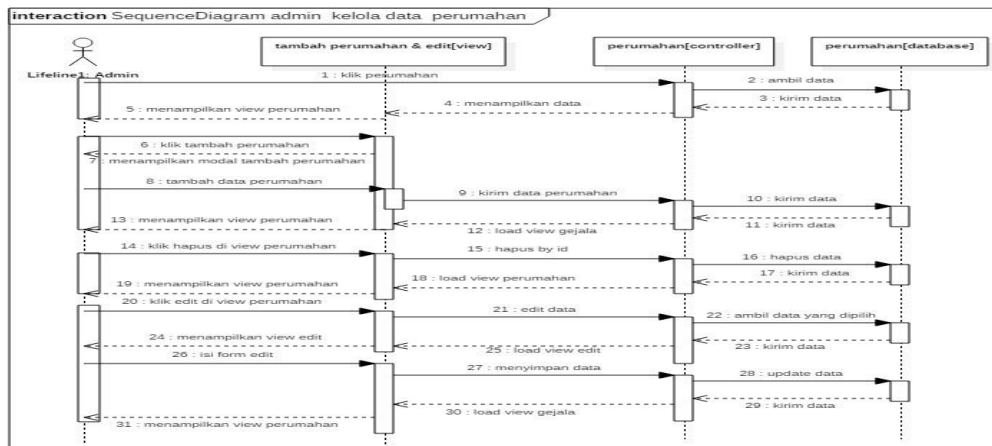 interaction SequenceDiagram admin kelola data perumahan
tambah perumahan & edit[view]
perumahan[controller]
perumahan[database]
Lifeline1: Admin
1 : klik perumahan
2 : ambil data
3 : kirim data
4 : menampilkan data
5 : menampilkan view perumahan
6 : klik tambah perumahan
7 : menampilkan modal tambah perumahan
8 : tambah data perumahan
9 : kirim data perumahan
10 : kirim data
11 : kirim data
12 : load view gejala
13 : menampilkan view perumahan
14 : klik hapus di view perumahan
15 : hapus by id
16 : hapus data
17 : kirim data
18 : load view perumahan
19 : menampilkan view perumahan
20 : klik edit di view perumahan
21 : edit data
22 : ambil data yang dipilih
23 : kirim data
24 : menampilkan view edit
25 : load view edit
26 : isi form edit
27 : menyimpan data
28 : update data
29 : kirim data
30 : load view gejala
31 : menampilkan view perumahan